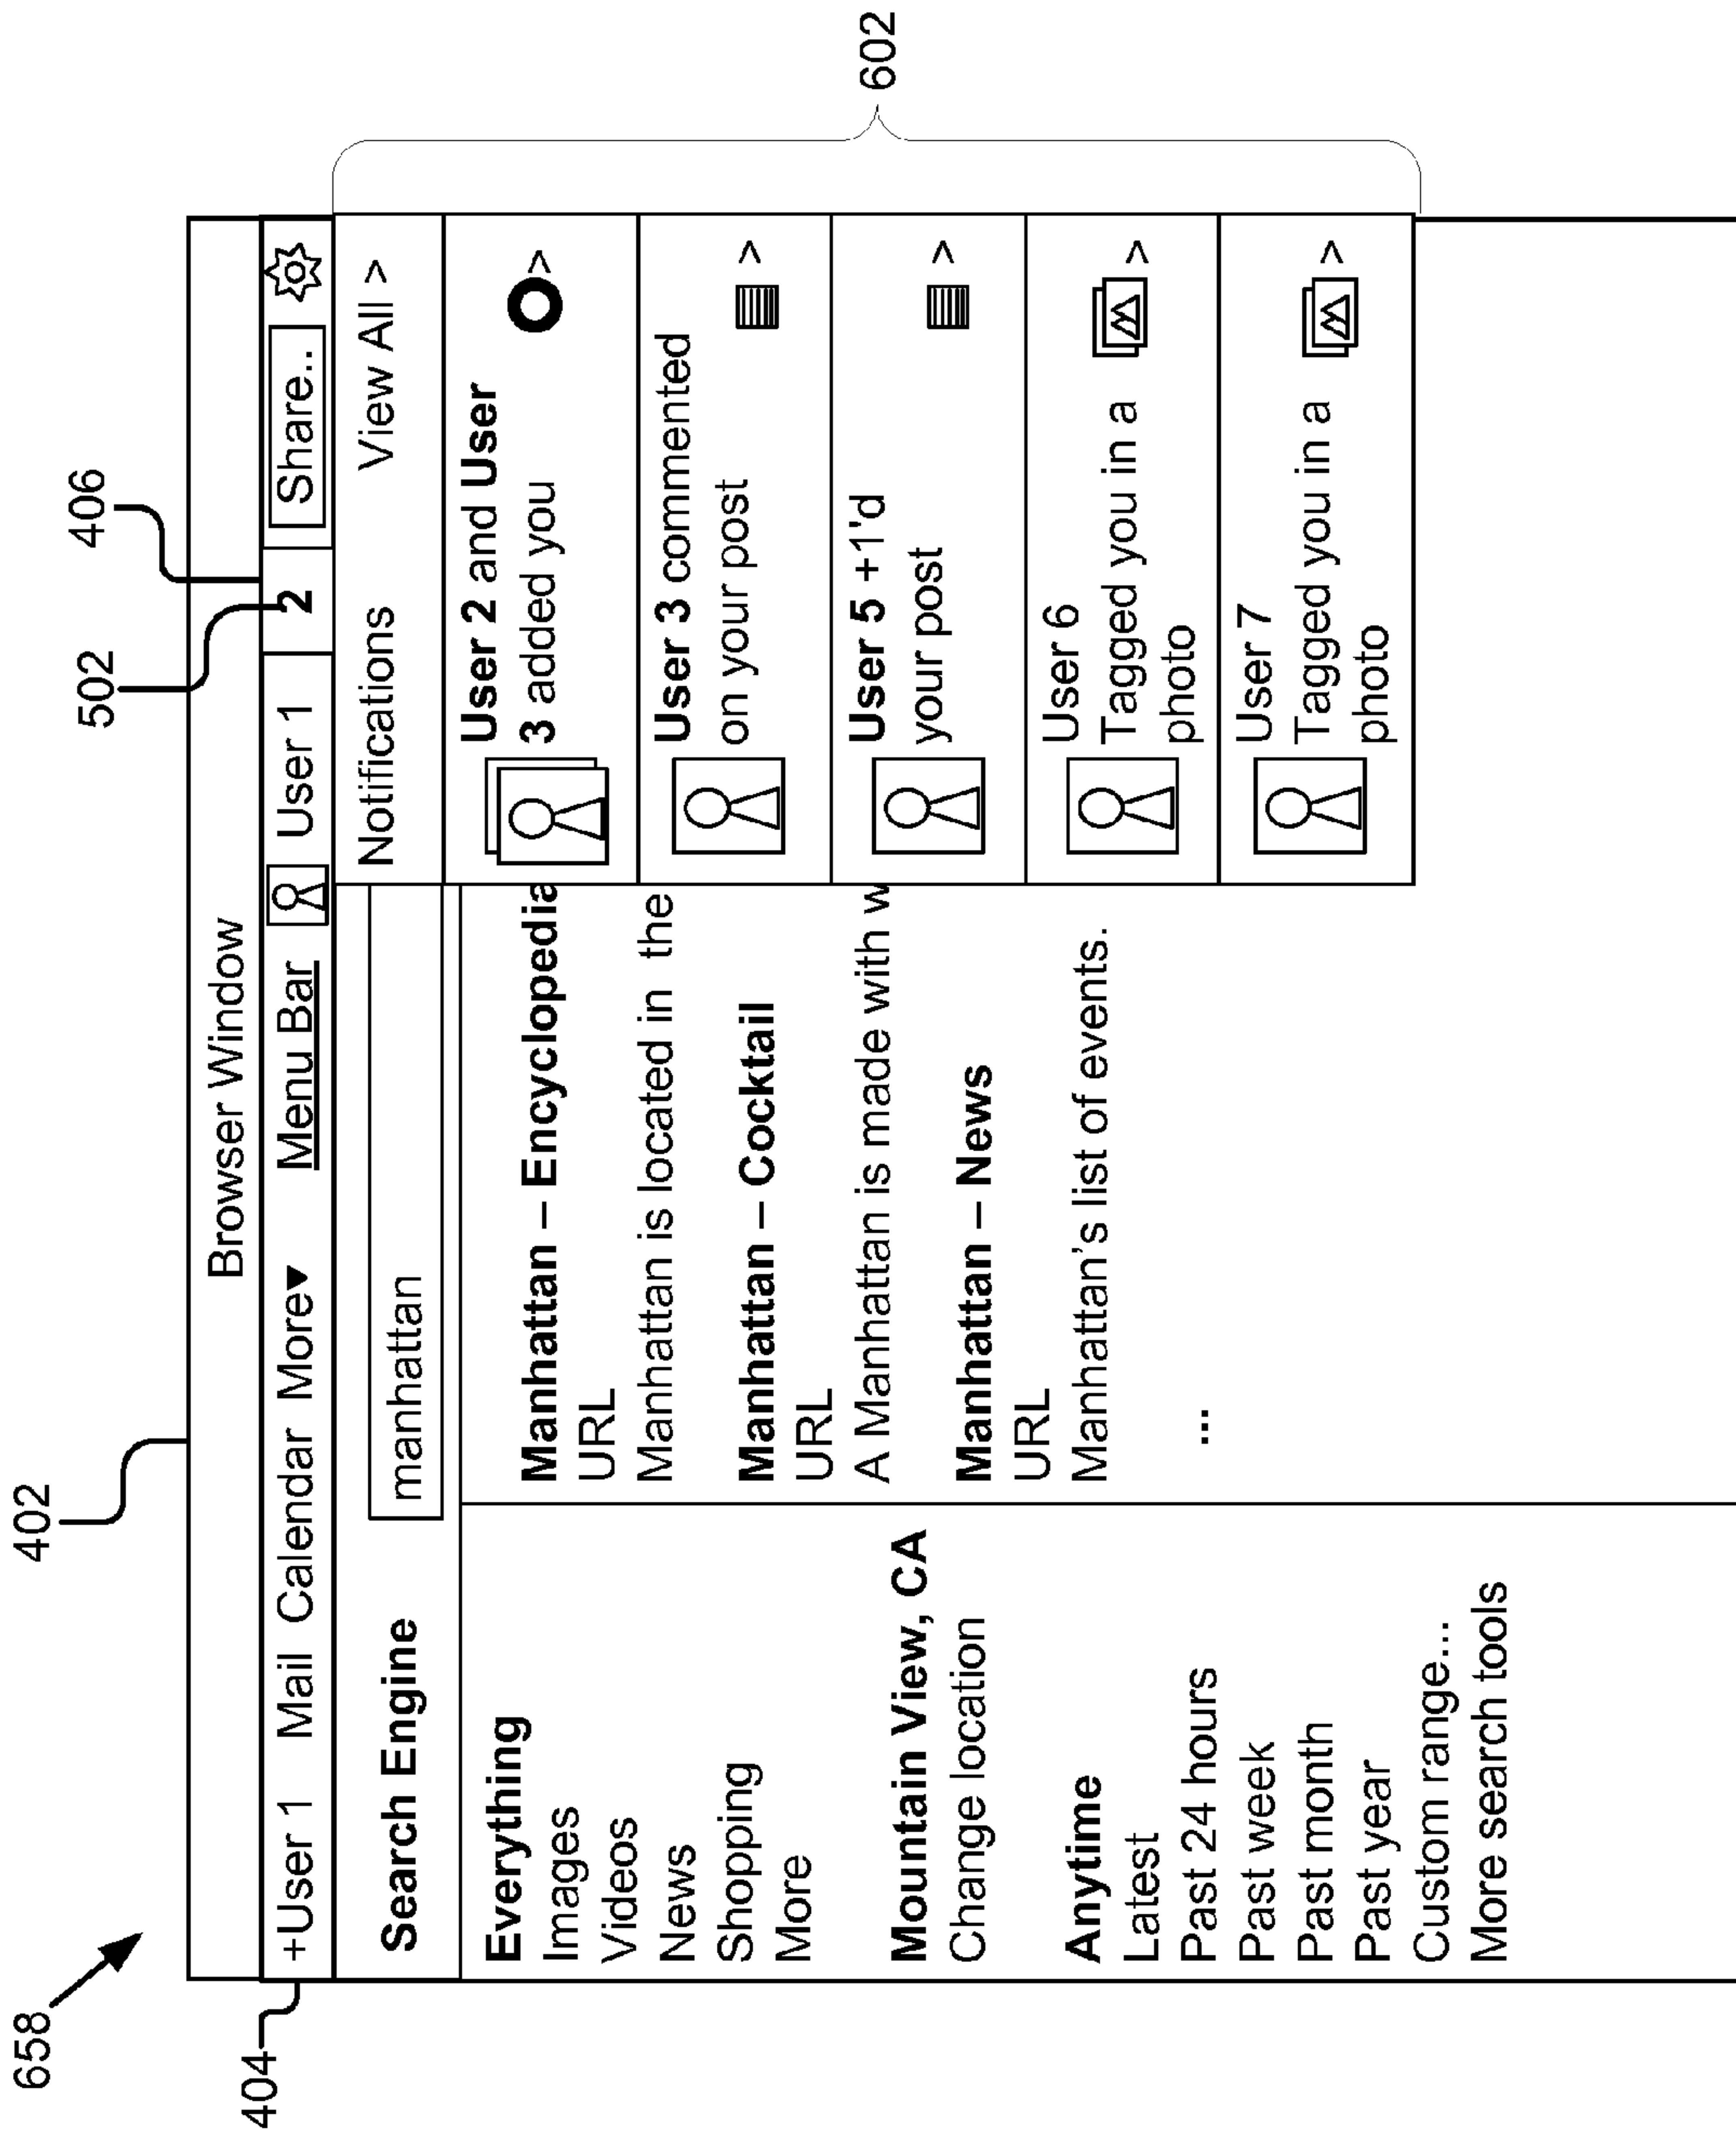 658
402
502
406
404
602
Browser Window
+User 1 Mail Calendar More▼ Menu Bar User 1 2 Share..
Search Engine
manhattan
Everything
Images
Videos
News
Shopping
More
Mountain View, CA
Change location
Anytime
Latest
Past 24 hours
Past week
Past month
Past year
Custom range...
More search tools
Manhattan – Encyclopedia
URL
Manhattan is located in the
Manhattan – Cocktail
URL
A Manhattan is made with w
Manhattan – News
URL
Manhattan's list of events.
...
Notifications View All >
User 2 and User
3 added you >
User 3 commented
on your post >
User 5 +1'd
your post >
User 6
Tagged you in a >
photo
User 7
Tagged you in a >
photo